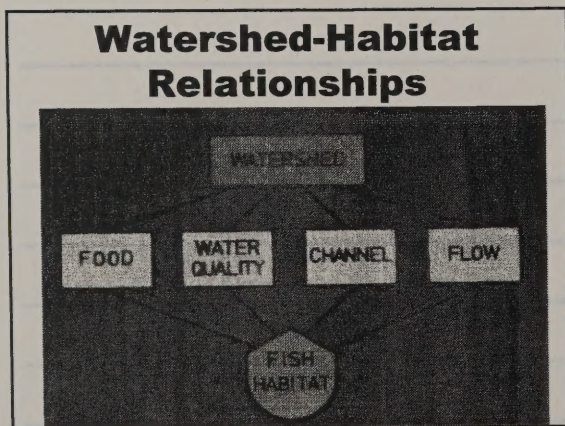 Watershed-Habitat
Relationships
WATERSHED
FOOD
WATER
QUALITY
CHANNEL
FLOW
FISH
HABITAT